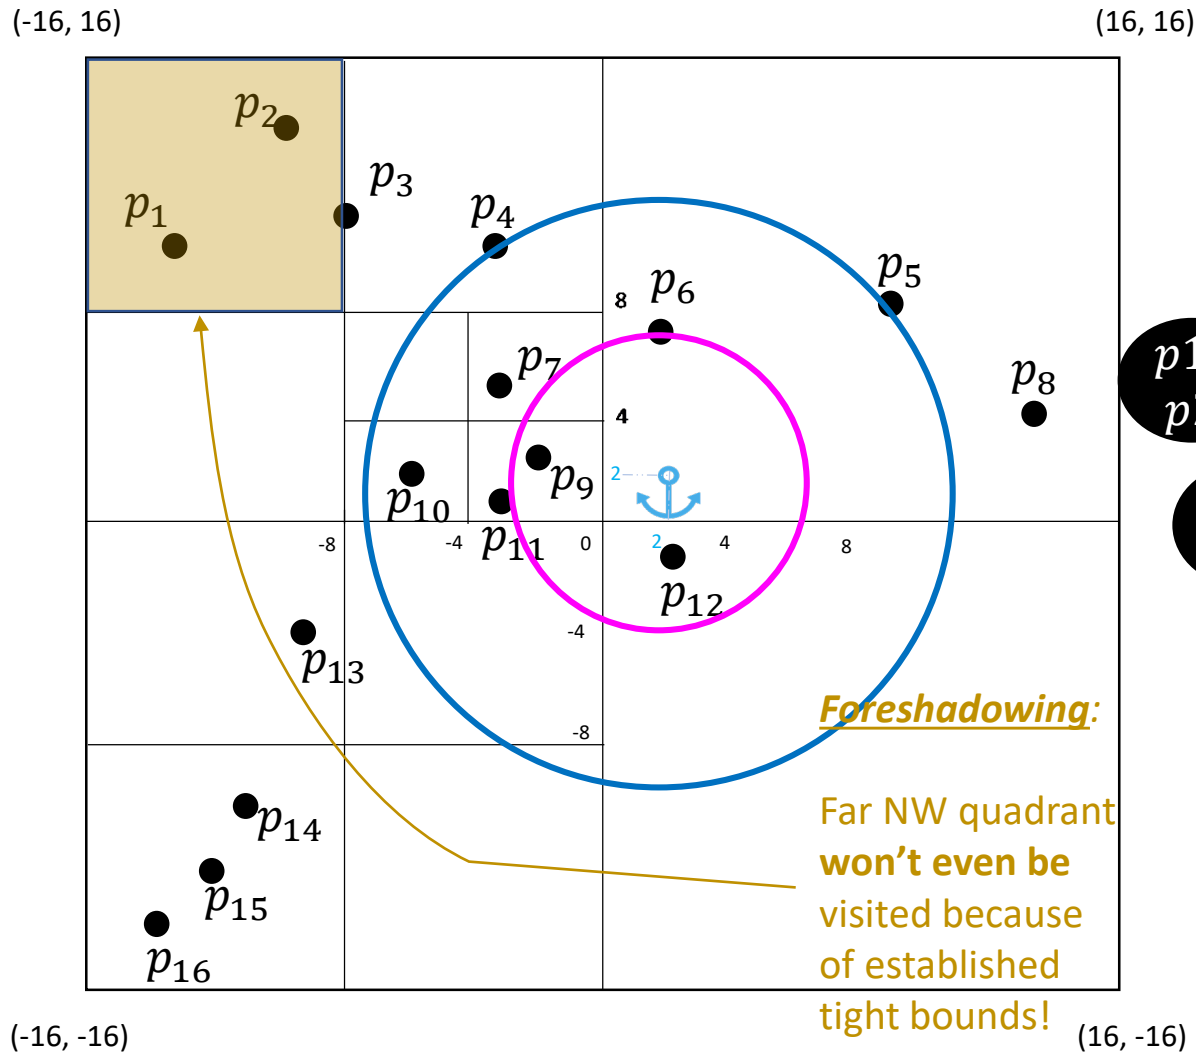 (-16, 16)
(16, 16)
p₂
p₃
p₁
p₄
p₅
p₆
8
p₇
p₈
p1
4
p₉
2
p₁₀
p₁₁
-8
-4
0
2
4
8
p₁₂
-4
p₁₃
Foreshadowing:
-8
p₁₄
Far NW quadrant
won't even be
visited because
of established
tight bounds!
p₁₅
p₁₆
(-16, -16)
(16, -16)